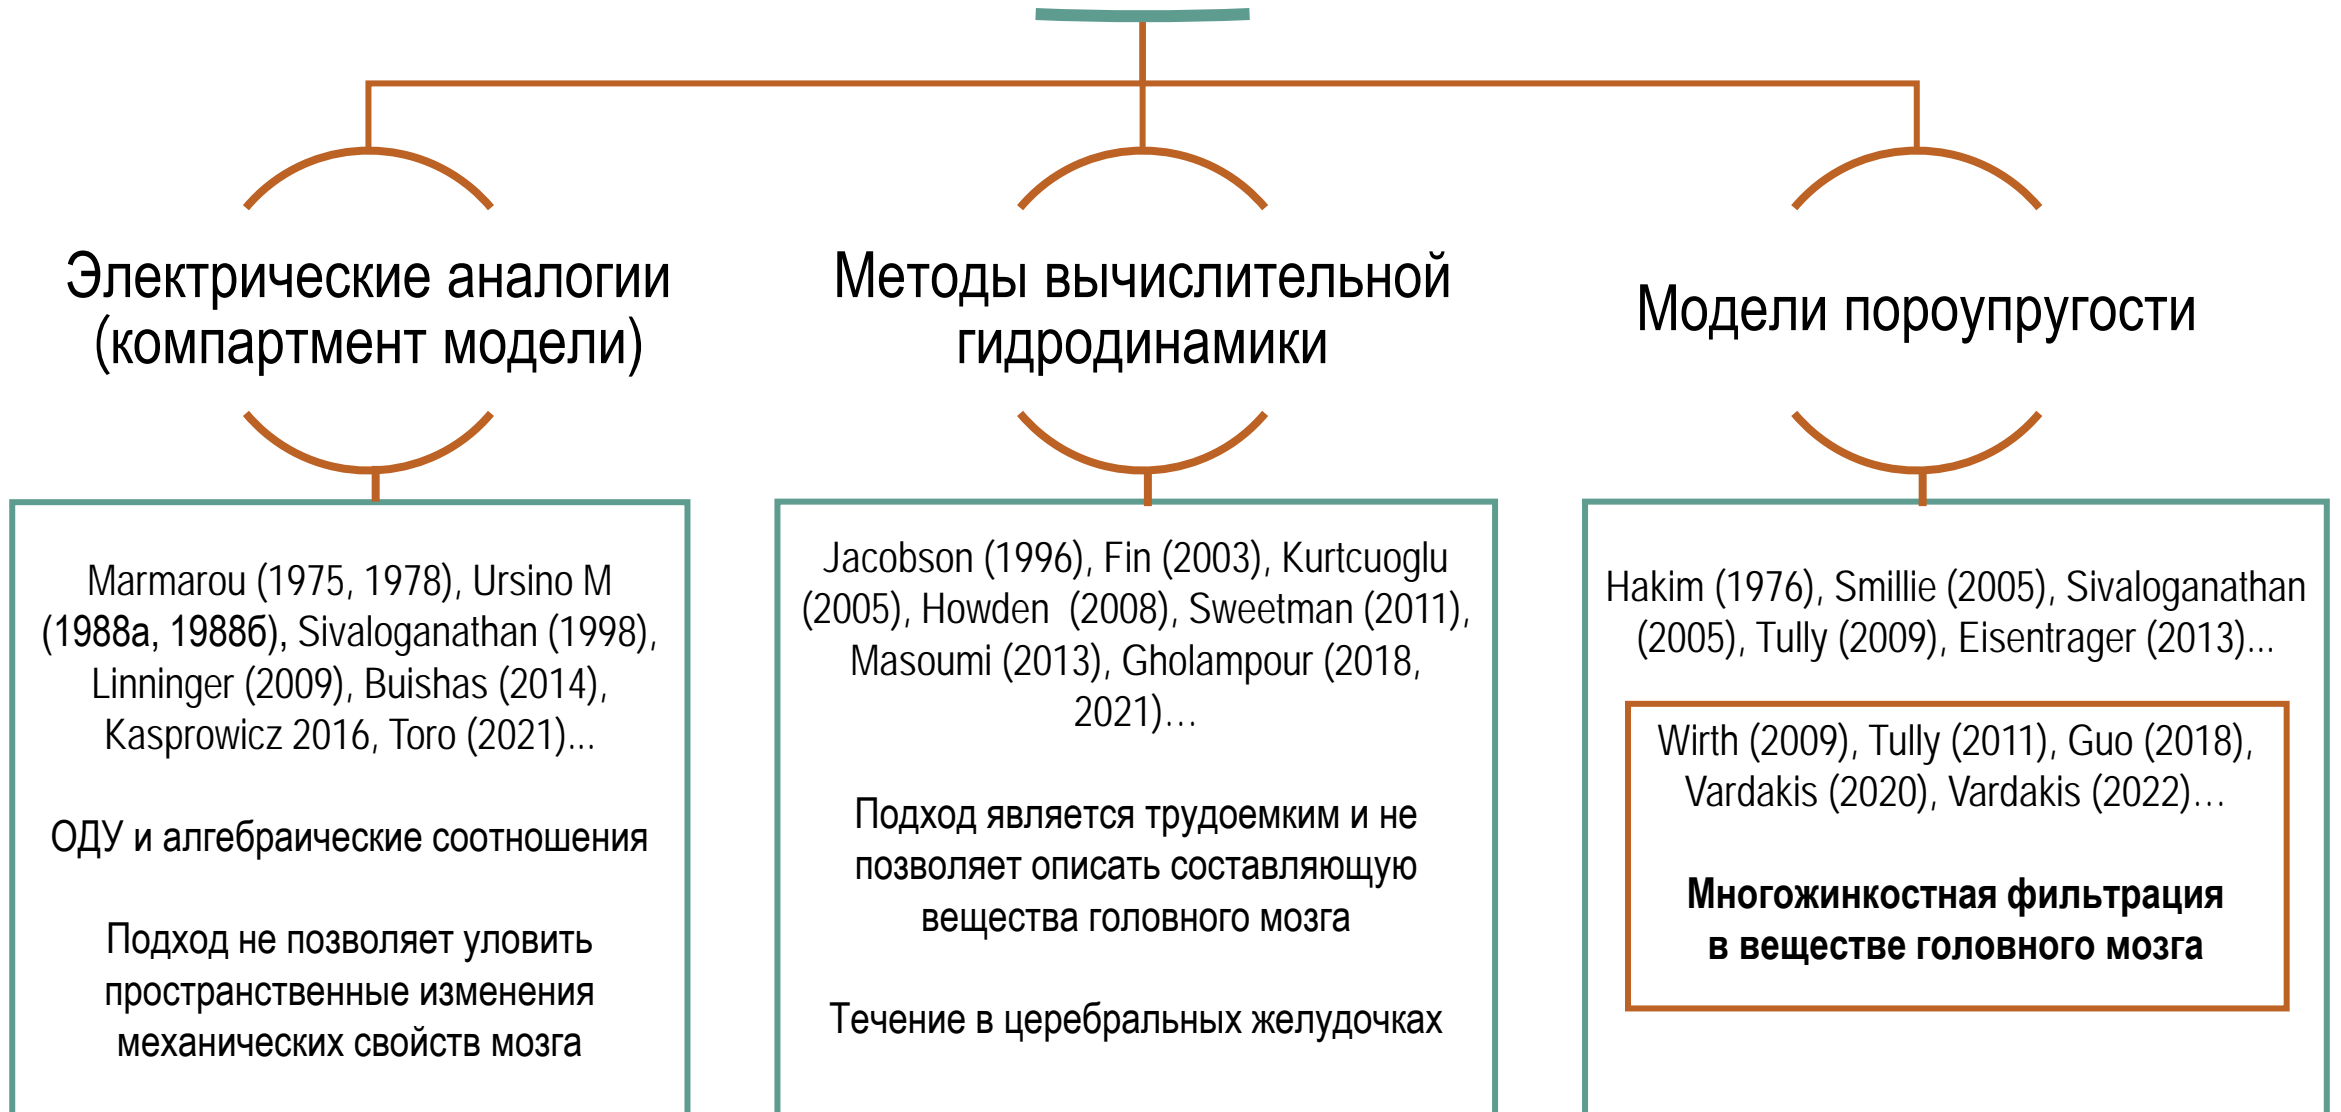 Электрические аналогии
(компартмент модели)
Marmarou (1975, 1978), Ursino M
(1988а, 1988б), Sivaloganathan (1998),
Linninger (2009), Buishas (2014),
Kasprowicz 2016, Toro (2021)...
ОДУ и алгебраические соотношения
Подход не позволяет уловить
пространственные изменения
механических свойств мозга
Методы вычислительной
гидродинамики
Jacobson (1996), Fin (2003), Kurtcuoglu
(2005), Howden (2008), Sweetman (2011),
Masoumi (2013), Gholampour (2018,
2021)…
Подход является трудоемким и не
позволяет описать составляющую
вещества головного мозга
Течение в церебральных желудочках
Модели пороупругости
Hakim (1976), Smillie (2005), Sivaloganathan
(2005), Tully (2009), Eisentrager (2013)...
Wirth (2009), Tully (2011), Guo (2018),
Vardakis (2020), Vardakis (2022)…
Многожинкостная фильтрация
в веществе головного мозга